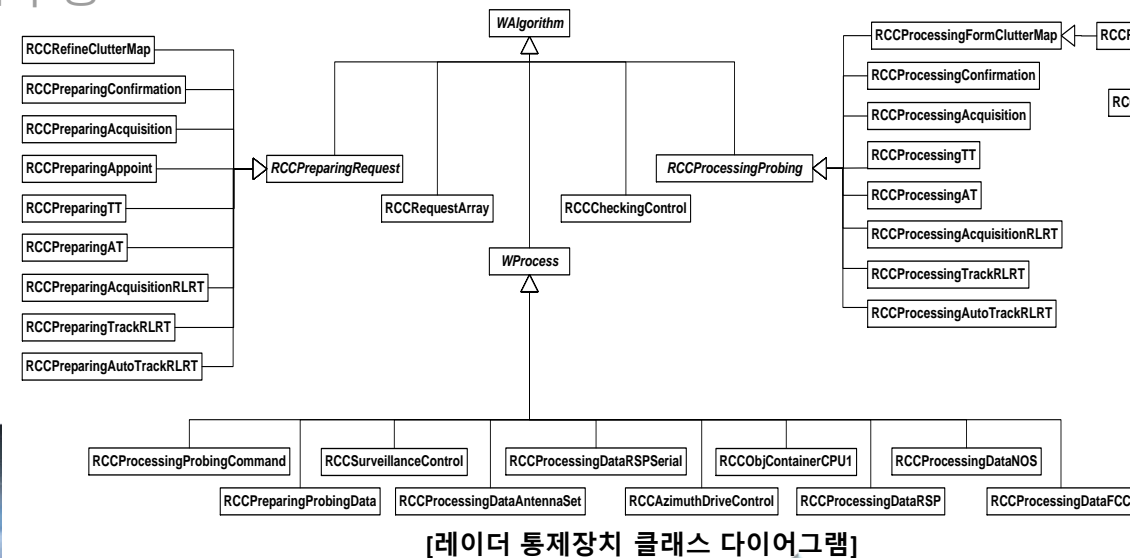 WAlgorithm
RCCRefineClutterMap
RCCPreparingConfirmation
RCCPreparingAcquisition
RCCPreparingAppoint
RCCPreparingTT
RCCPreparingAT
RCCPreparingAcquisitionRLRT
RCCPreparingTrackRLRT
RCCPreparingAutoTrackRLRT
RCCPreparingRequest
RCCRequestArray
RCCCheckingControl
RCCProcessingProbing
WProcess
RCCProcessingFormClutterMap
RCCProcessingConfirmation
RCCProcessingAcquisition
RCCProcessingTT
RCCProcessingAT
RCCProcessingAcquisitionRLRT
RCCProcessingTrackRLRT
RCCProcessingAutoTrackRLRT
RCCProcessingProbingCommand
RCCSurveillanceControl
RCCProcessingDataRSPSerial
RCCObjContainerCPU1
RCCProcessingDataNOS
RCCPreparingProbingData
RCCProcessingDataAntennaSet
RCCAzimuthDriveControl
RCCProcessingDataRSP
RCCProcessingDataFCC
[레이더 통제장치 클래스 다이어그램]